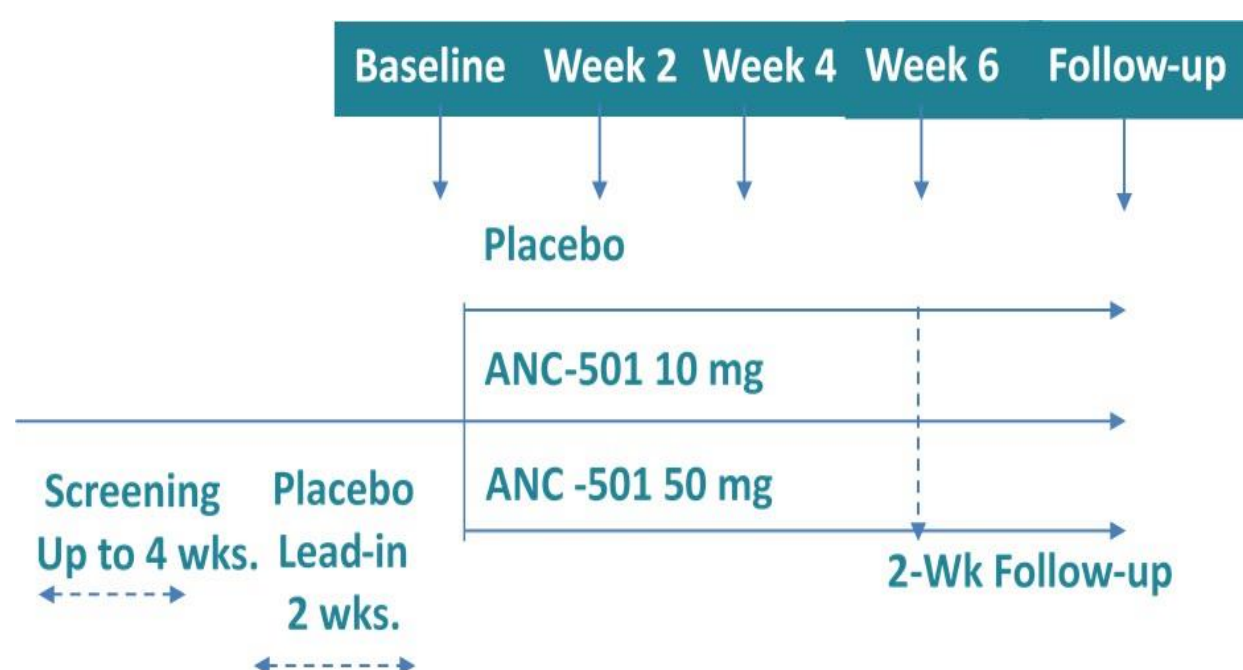 Baseline Week 2 Week 4 Week 6 Follow-up
Placebo
ANC-501 10 mg
ANC -501 50 mg
Screening
Up to 4 wks.
Placebo
Lead-in
2 wks.
2-Wk Follow-up